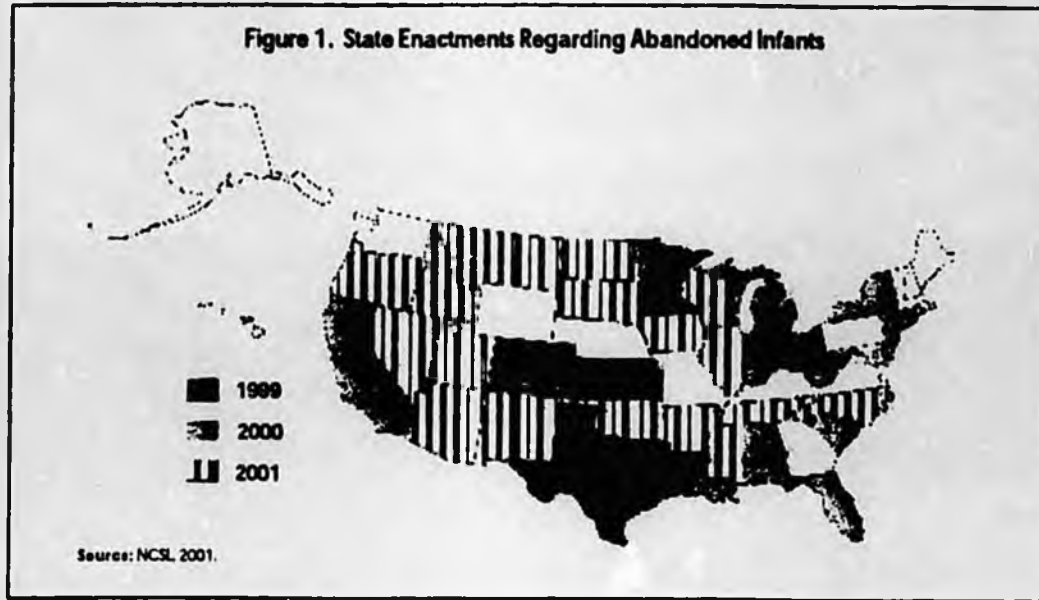 Figure 1. State Enactments Regarding Abandoned Infants
1999
2000
2001
Source: NCSL, 2001.